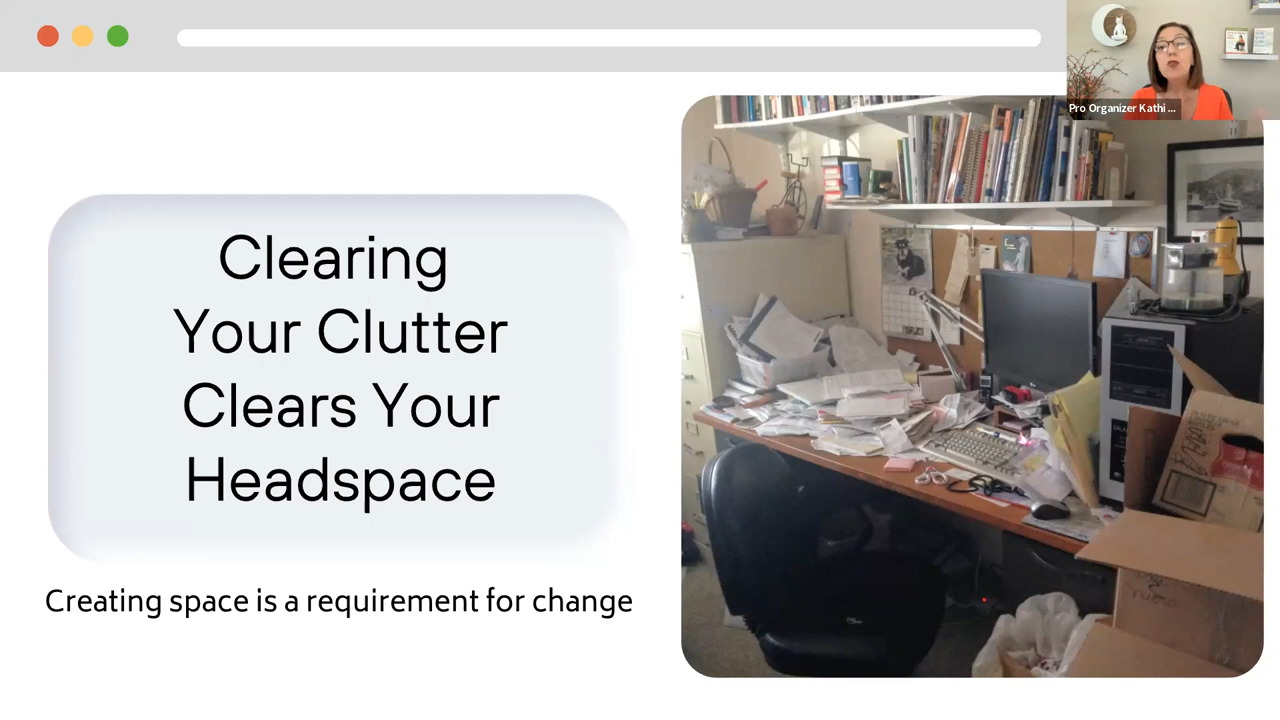 Pro Organizer Kathi ...
Clearing
Your Clutter
Clears Your
Headspace
Creating space is a requirement for change